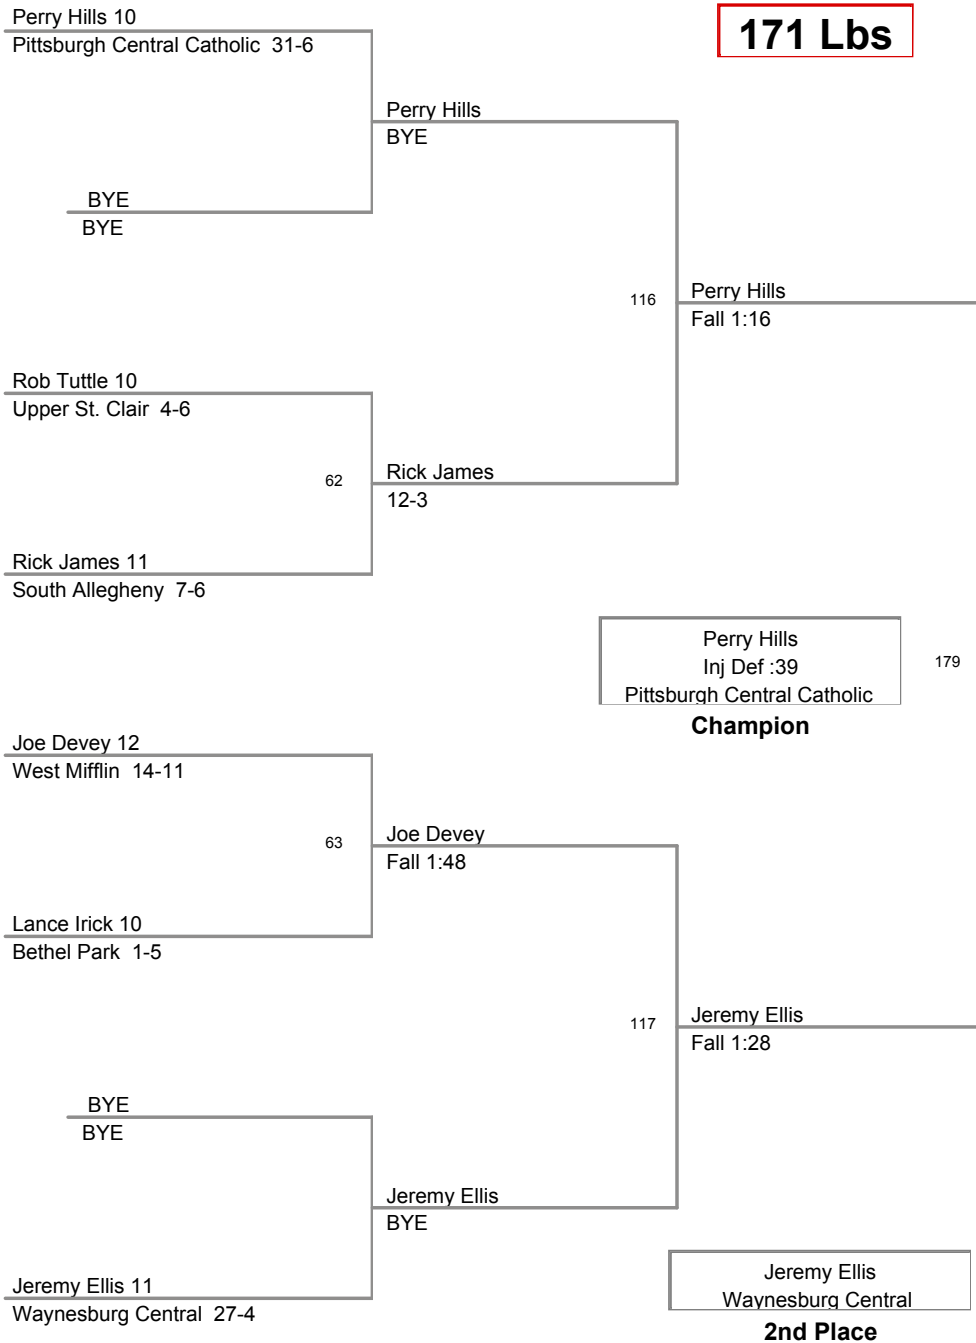 Perry Hills 10
Pittsburgh Central Catholic 31-6
171 Lbs
Perry Hills
BYE
BYE
BYE
116
Perry Hills
Fall 1:16
Rob Tuttle 10
Upper St. Clair 4-6
62
Rick James
12-3
Rick James 11
South Allegheny 7-6
Perry Hills
Inj Def :39
Pittsburgh Central Catholic
179
Champion
Joe Devey 12
West Mifflin 14-11
63
Joe Devey
Fall 1:48
Lance Irick 10
Bethel Park 1-5
117
Jeremy Ellis
Fall 1:28
BYE
BYE
Jeremy Ellis
BYE
Jeremy Ellis 11
Waynesburg Central 27-4
Jeremy Ellis
Waynesburg Central
2nd Place